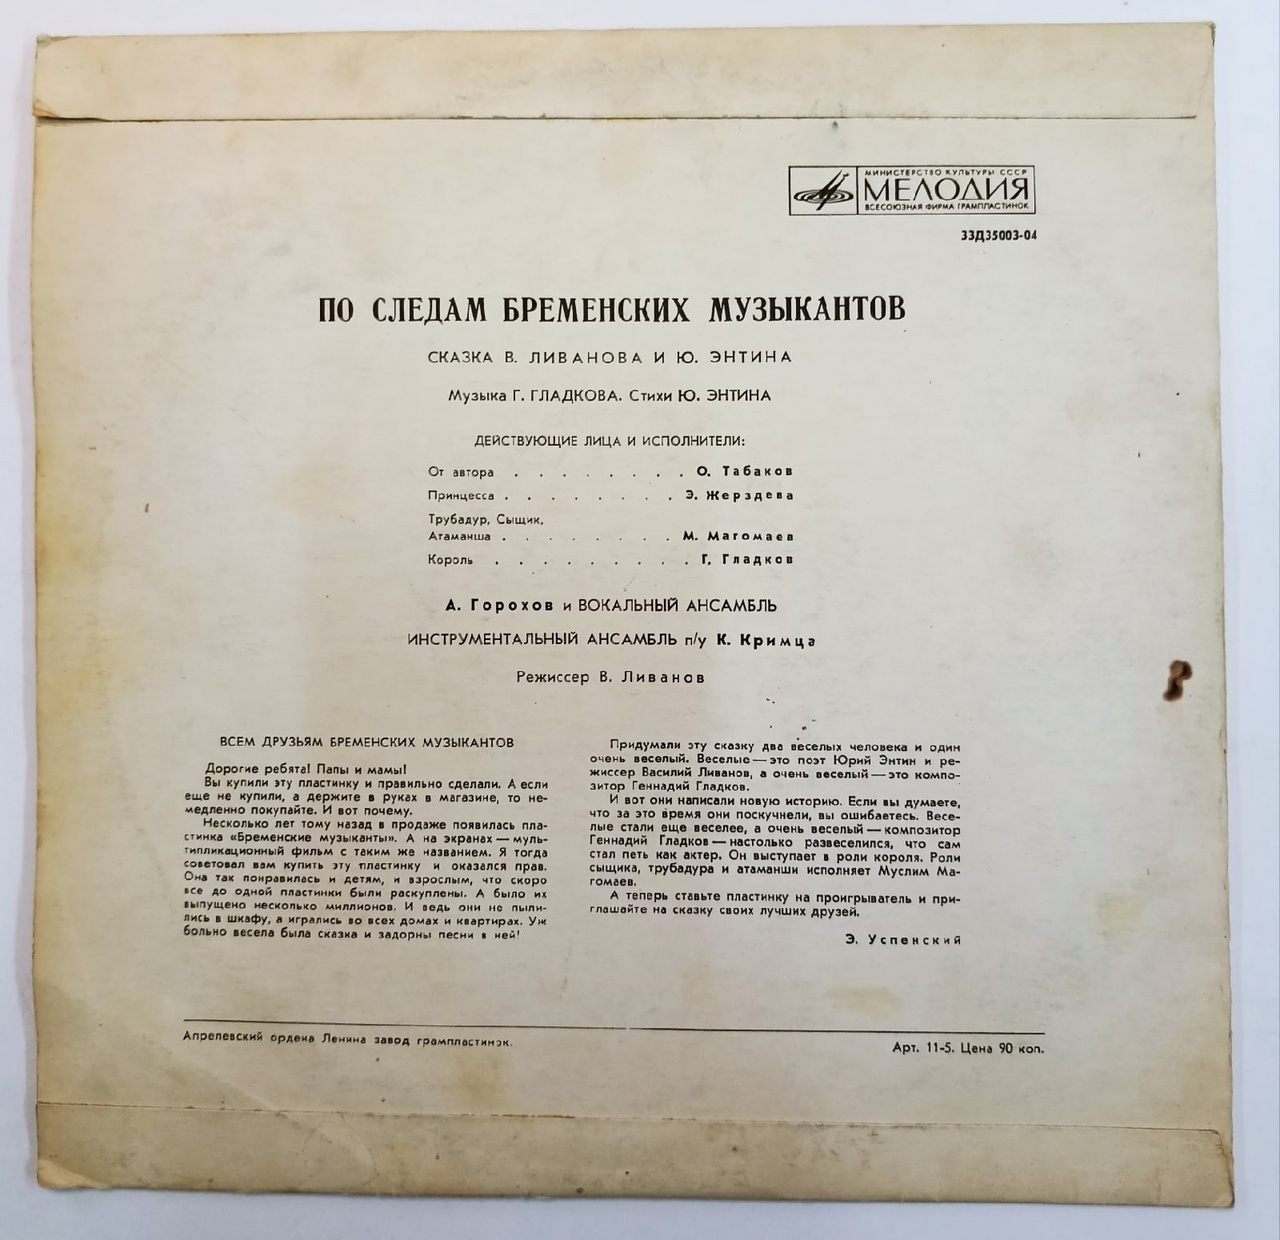 МИНИСТЕРСТВО КУЛЬТУРЫ СССР
МЕЛОДИЯ
ВСЕСОЮЗНАЯ ФИРМА ГРАМПЛАСТИНОК
33Д35003-04
ПО СЛЕДАМ БРЕМЕНСКИХ МУЗЫКАНТОВ
СКАЗКА В. ЛИВАНОВА И Ю. ЭНТИНА
Музыка Г. ГЛАДКОВА. Стихи Ю. ЭНТИНА
ДЕЙСТВУЮЩИЕ ЛИЦА И ИСПОЛНИТЕЛИ:
От автора . . . . . . . . О. Табаков
Принцесса . . . . . . . . Э. Жерздева
Трубадур, Сыщик,
Атаманша . . . . . . . . М. Магомаев
Король . . . . . . . . . Г. Гладков
А. Горохов и ВОКАЛЬНЫЙ АНСАМБЛЬ
ИНСТРУМЕНТАЛЬНЫЙ АНСАМБЛЬ п/у К. Кримца
Режиссер В. Ливанов
ВСЕМ ДРУЗЬЯМ БРЕМЕНСКИХ МУЗЫКАНТОВ
Дорогие ребята! Папы и мамы!
Вы купили эту пластинку и правильно сделали. А если
еще не купили, а держите в руках в магазине, то не-
медленно покупайте. И вот почему.
Несколько лет тому назад в продаже появилась пла-
стинка «Бременские музыканты». А на экранах — муль-
типликационный фильм с таким же названием. Я тогда
советовал вам купить эту пластинку и оказался прав.
Она так понравилась и детям, и взрослым, что скоро
все до одной пластинки были раскуплены. А было их
выпущено несколько миллионов. И ведь они не пыли-
лись в шкафу, а игрались во всех домах и квартирах. Уж
больно весела была сказка и задорны песни в ней!
Придумали эту сказку два веселых человека и один
очень веселый. Веселые — это поэт Юрий Энтин и ре-
жиссер Василий Ливанов, а очень веселый — это компо-
зитор Геннадий Гладков.
И вот они написали новую историю. Если вы думаете,
что за это время они поскучнели, вы ошибаетесь. Весе-
лые стали еще веселее, а очень веселый — композитор
Геннадий Гладков — настолько развеселился, что сам
стал петь как актер. Он выступает в роли короля. Роли
сыщика, трубадура и атаманши исполняет Муслим Ма-
гомаев.
А теперь ставьте пластинку на проигрыватель и при-
глашайте на сказку своих лучших друзей.
Э. Успенский
Апрелевский ордена Ленина завод грампластинок.
Арт. 11-5. Цена 90 коп.